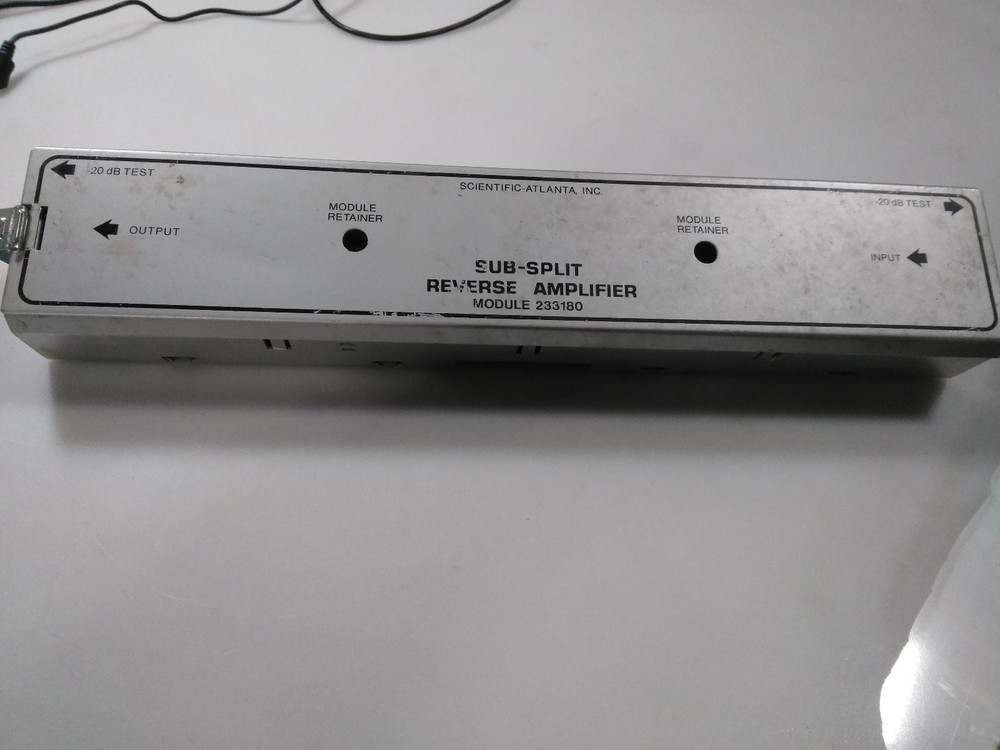 -20 dB TEST
SCIENTIFIC-ATLANTA, INC.
-20 dB TEST
MODULE
RETAINER
MODULE
RETAINER
OUTPUT
INPUT
SUB-SPLIT
REVERSE AMPLIFIER
MODULE 233180